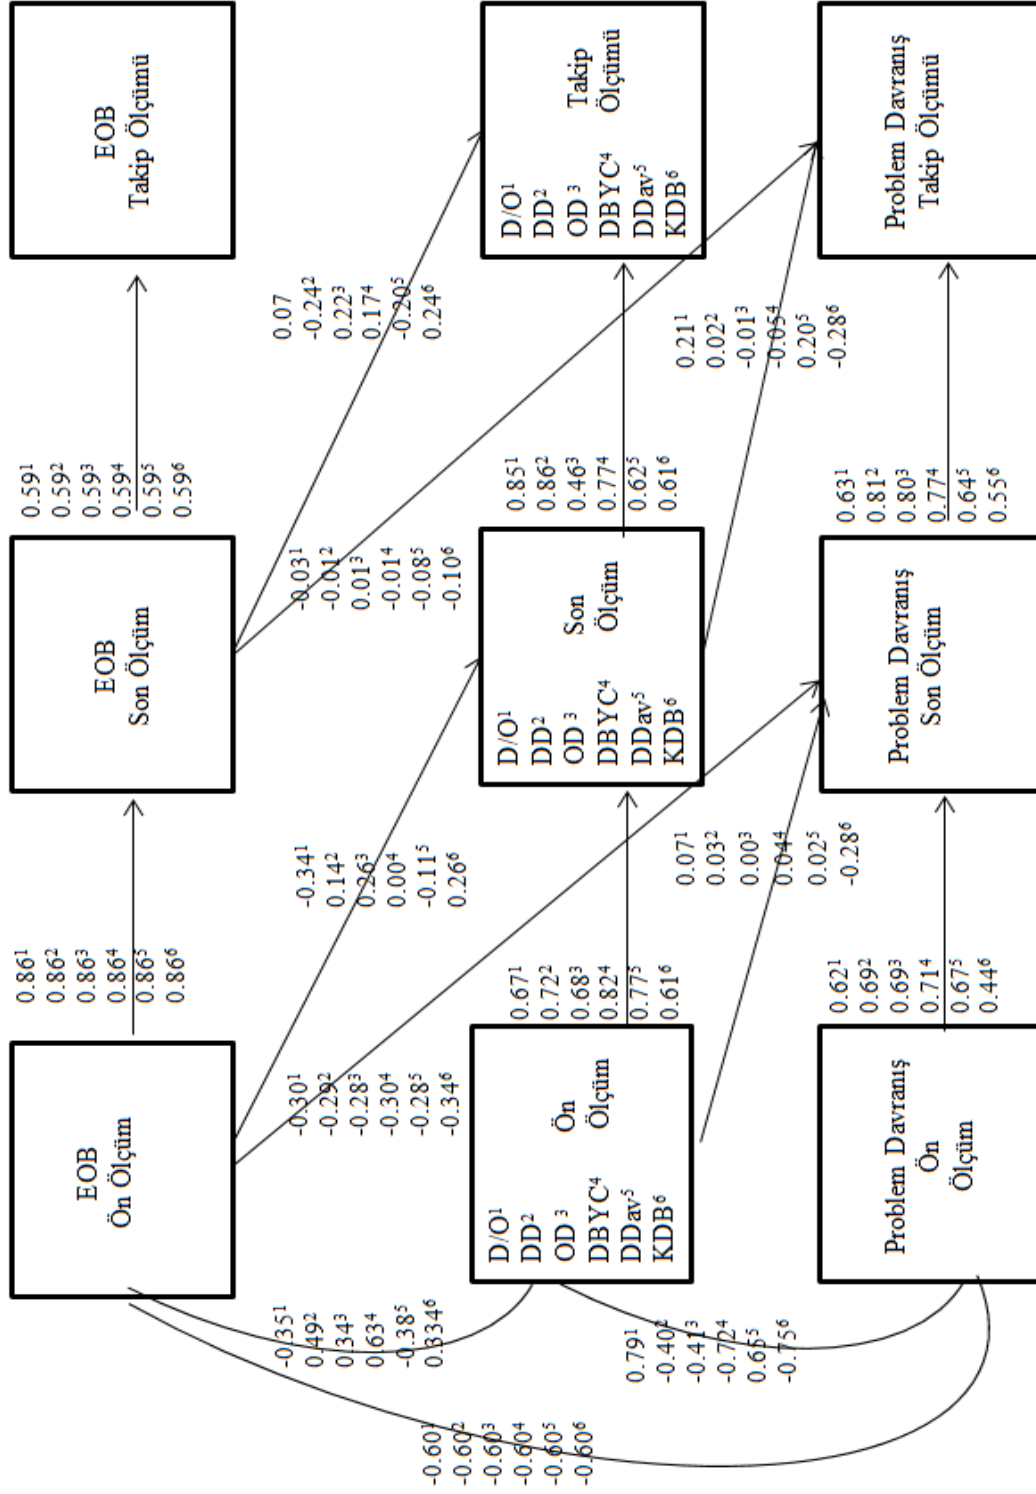 EOB
Ön Ölçüm
0.86¹
0.86²
0.86³
0.86⁴
0.86⁵
0.86⁶
EOB
Son Ölçüm
0.59¹
0.59²
0.59³
0.59⁴
0.59⁵
0.59⁶
EOB
Takip Ölçümü
-0.35¹
0.49²
0.34³
0.63⁴
-0.38⁵
0.334⁶
-0.30¹
-0.29²
-0.28³
-0.30⁴
-0.28⁵
-0.34⁶
-0.34¹
0.14²
0.26³
0.00⁴
-0.11⁵
0.26⁶
-0.03¹
-0.01²
0.01³
-0.01⁴
-0.08⁵
-0.10⁶
0.07
-0.24²
0.22³
0.17⁴
-0.20⁵
0.24⁶
-0.60¹
-0.60²
-0.60³
-0.60⁴
-0.60⁵
-0.60⁶
D/O¹
DD²
OD³
DBYC⁴ Ön
DDav⁵ Ölçüm
KDB⁶
0.67¹
0.72²
0.68³
0.82⁴
0.77⁵
0.61⁶
D/O¹
DD²
OD³ Son
DBYC⁴ Ölçüm
DDav⁵
KDB⁶
0.85¹
0.86²
0.46³
0.77⁴
0.62⁵
0.61⁶
D/O¹
DD²
OD³ Takip
DBYC⁴ Ölçümü
DDav⁵
KDB⁶
0.79¹
-0.40²
-0.41³
-0.72⁴
0.65⁵
-0.75⁶
0.07¹
0.03²
0.00³
0.04⁴
0.02⁵
-0.28⁶
0.21¹
0.02²
-0.01³
-0.05⁴
0.20⁵
-0.28⁶
Problem Davranış
Ön
Ölçüm
0.62¹
0.69²
0.69³
0.71⁴
0.67⁵
0.44⁶
Problem Davranış
Son Ölçüm
0.63¹
0.81²
0.80³
0.77⁴
0.64⁵
0.55⁶
Problem Davranış
Takip Ölçümü